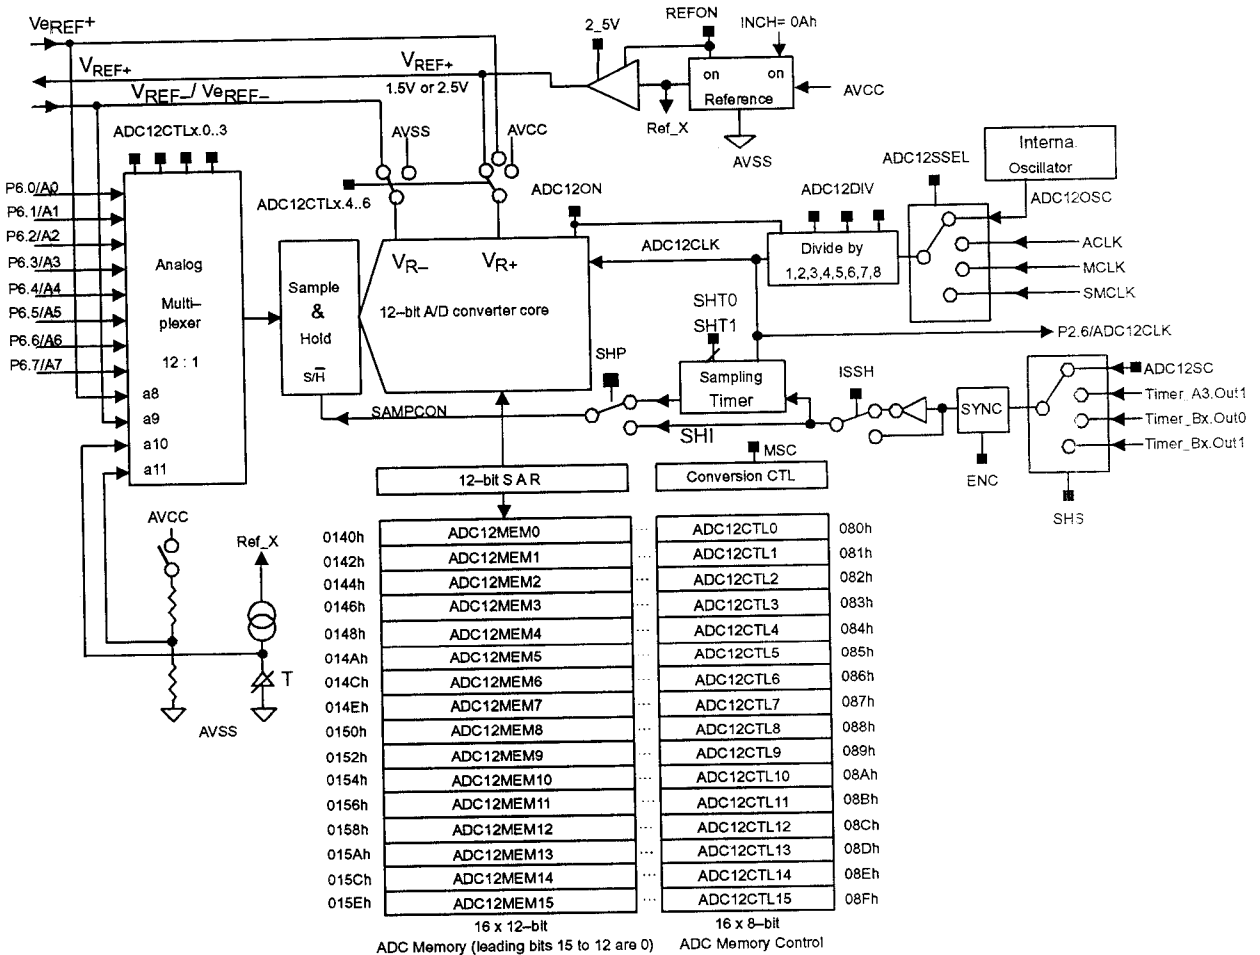 VeREF+
VREF+
VREF–/ VeREF–
VREF+
1.5V or 2.5V
2_5V
REFON
INCH= 0Ah
on on
Reference
AVCC
Ref_X
AVSS
ADC12CTLx.0..3
AVSS
AVCC
ADC12CTLx.4..6
ADC12ON
ADC12DIV
ADC12SSEL
Interna
Oscillator
ADC12OSC
ACLK
MCLK
SMCLK
Divide by
1,2,3,4,5,6,7,8
ADC12CLK
P2.6/ADC12CLK
P6.0/A0
P6.1/A1
P6.2/A2
P6.3/A3
P6.4/A4
P6.5/A5
P6.6/A6
P6.7/A7
Analog
Multi–
plexer
12 : 1
a8
a9
a10
a11
Sample
&
Hold
S/H
VR–
VR+
12–bit A/D converter core
SHT0
SHT1
SHP
Sampling
Timer
SAMPCON
SHI
ISSH
SYNC
ENC
ADC12SC
Timer_A3.Out1
Timer_Bx.Out0
Timer_Bx.Out1
SHS
MSC
12–bit S A R
Conversion CTL
AVCC
Ref_X
T
AVSS
0140h ADC12MEM0 ... ADC12CTL0 080h
0142h ADC12MEM1 ... ADC12CTL1 081h
0144h ADC12MEM2 ... ADC12CTL2 082h
0146h ADC12MEM3 ... ADC12CTL3 083h
0148h ADC12MEM4 ... ADC12CTL4 084h
014Ah ADC12MEM5 ... ADC12CTL5 085h
014Ch ADC12MEM6 ... ADC12CTL6 086h
014Eh ADC12MEM7 ... ADC12CTL7 087h
0150h ADC12MEM8 ... ADC12CTL8 088h
0152h ADC12MEM9 ... ADC12CTL9 089h
0154h ADC12MEM10 ... ADC12CTL10 08Ah
0156h ADC12MEM11 ... ADC12CTL11 08Bh
0158h ADC12MEM12 ... ADC12CTL12 08Ch
015Ah ADC12MEM13 ... ADC12CTL13 08Dh
015Ch ADC12MEM14 ... ADC12CTL14 08Eh
015Eh ADC12MEM15 ... ADC12CTL15 08Fh
16 x 12–bit
ADC Memory (leading bits 15 to 12 are 0)
16 x 8–bit
ADC Memory Control